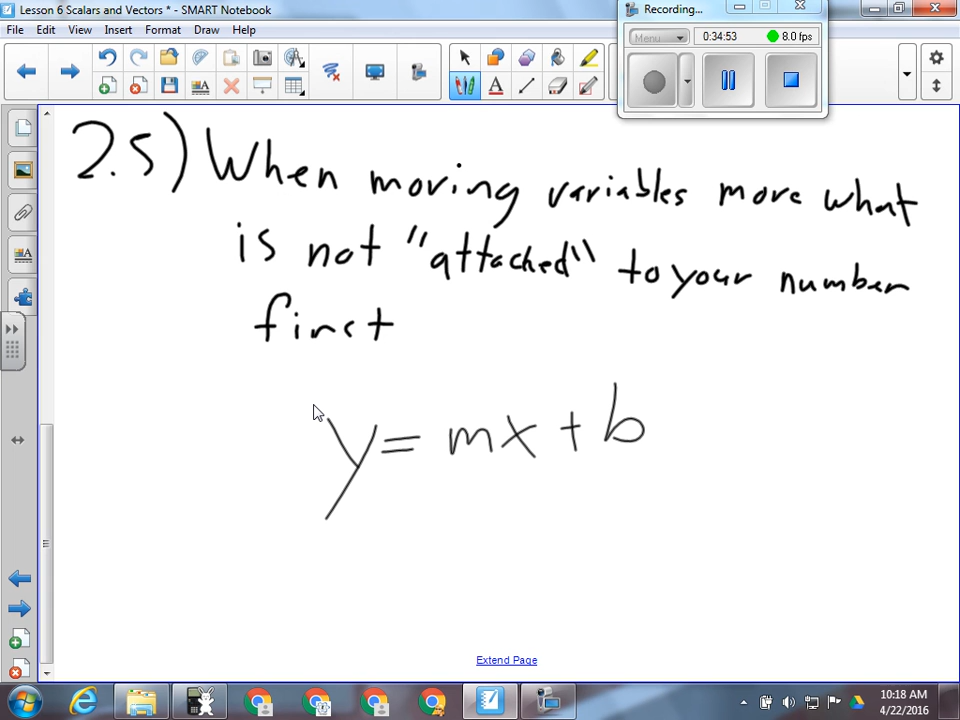 Lesson 6 Scalars and Vectors * - SMART Notebook
File Edit View Insert Format Draw Help
Recording...
Menu 0:34:53 8.0 fps
2.5) When moving variables more what
is not "attached" to your number
first
y = mx + b
Extend Page
10:18 AM
4/22/2016